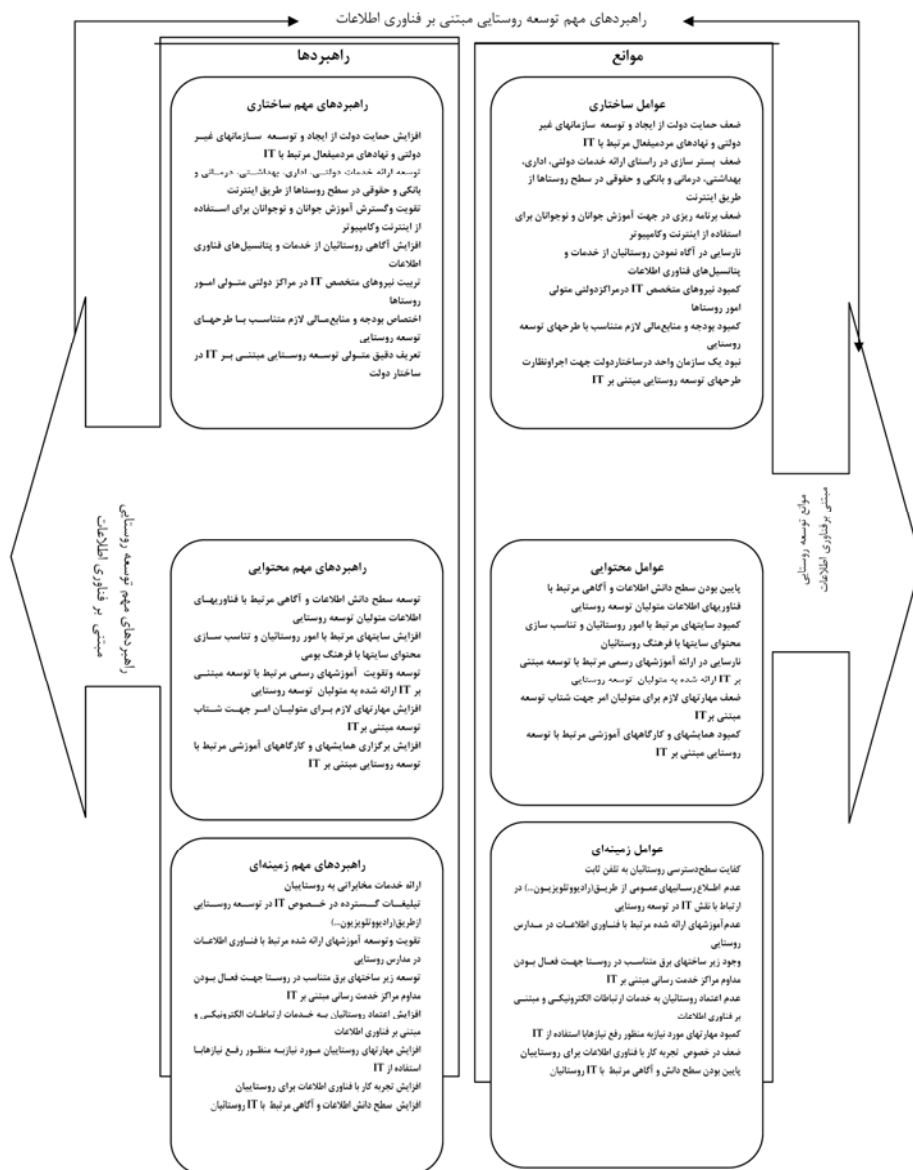 راهبردهای مهم توسعه روستایی مبتنی بر فناوری اطلاعات
موانع
عوامل ساختاری
ضعف حمایت دولت از ایجاد و توسعه سازمانهای غیر
دولتی و نهادهای مردمیفعال مرتبط با IT
ضعف بستر سازی در راستای ارائه خدمات دولتی، اداری،
بهداشتی، درمانی و بانکی و حقوقی در سطح روستاها از
طریق اینترنت
ضعف برنامه ریزی در جهت آموزش جوانان و نوجوانان برای
استفاده از اینترنت وکامپیوتر
نارسایی در آگاه نمودن روستائیان از خدمات و
پتانسیل‌های فناوری اطلاعات
کمبود نیروهای متخصص IT درمراکزدولتی متولی
امور روستاها
کمبود بودجه و منابع‌مالی لازم متناسب با طرحهای توسعه
روستایی
نبود یک سازمان واحد درساختاردولت جهت اجراونظارت
طرحهای توسعه روستایی مبتنی بر IT
عوامل محتوایی
پایین بودن سطح دانش اطلاعات و آگاهی مرتبط با
فناوریهای اطلاعات متولیان توسعه روستایی
کمبود سایتهای مرتبط با امور روستائیان و تناسب سازی
محتوای سایتها با فرهنگ روستائیان
نارسایی در ارائه آموزشهای رسمی مرتبط با توسعه مبتنی
بر IT ارائه شده به متولیان توسعه روستایی
ضعف مهارتهای لازم برای متولیان امر جهت شتاب توسعه
مبتنی برIT
کمبود همایشهای و کارگاههای آموزشی مرتبط با توسعه
روستایی مبتنی بر IT
عوامل زمینه‌ای
کفایت سطح‌دسترسی روستائیان به تلفن ثابت
عدم اطلاع رسانیهای عمومی از طریق(رادیووتلویزیون...) در
ارتباط با نقش IT در توسعه روستایی
عدم‌آموزشهای ارائه شده مرتبط با فناوری اطلاعات در مدارس
روستایی
وجود زیر ساختهای برق متناسب در روستا جهت فعال بودن
مداوم مراکز خدمت رسانی مبتنی بر IT
عدم اعتماد روستائیان به خدمات ارتباطات الکترونیکی و مبتنی
بر فناوری اطلاعات
کمبود مهارتهای مورد نیازبه منظور رفع نیازهابا استفاده از IT
ضعف در خصوص تجربه کار با فناوری اطلاعات برای روستاییان
پایین بودن سطح دانش و آگاهی مرتبط با IT روستائیان
موانع توسعه روستایی
مبتنی برفناوری اطلاعات
راهبردها
راهبردهای مهم ساختاری
افزایش حمایت دولت از ایجاد و توسعه سازمانهای غیر
دولتی و نهادهای مردمیفعال مرتبط با IT
توسعه ارائه خدمات دولتی، اداری، بهداشتی، درمانی و
بانکی و حقوقی در سطح روستاها از طریق اینترنت
تقویت وگسترش آموزش جوانان و نوجوانان برای استفاده
از اینترنت وکامپیوتر
افزایش آگاهی روستائیان از خدمات و پتانسیل‌های فناوری
اطلاعات
تربیت نیروهای متخصص IT در مراکز دولتی متولی امور
روستاها
اختصاص بودجه و منابع‌مالی لازم متناسب با طرحهای
توسعه روستایی
تعریف دقیق متولی توسعه روستایی مبتنی بر IT در
ساختار دولت
راهبردهای مهم محتوایی
توسعه سطح دانش اطلاعات و آگاهی مرتبط با فناوریهای
اطلاعات متولیان توسعه روستایی
افزایش سایتهای مرتبط با امور روستائیان و تناسب سازی
محتوای سایتها با فرهنگ بومی
توسعه وتقویت آموزشهای رسمی مرتبط با توسعه مبتنی
بر IT ارائه شده به متولیان توسعه روستایی
افزایش مهارتهای لازم برای متولیان امر جهت شتاب
توسعه مبتنی برIT
افزایش برگزاری همایشهای و کارگاههای آموزشی مرتبط با
توسعه روستایی مبتنی بر IT
راهبردهای مهم زمینه‌ای
ارائه خدمات مخابراتی به روستاییان
تبلیغات گسترده در خصوص IT در توسعه روستایی
ازطریق(رادیووتلویزیون...)
تقویت وتوسعه آموزشهای ارائه شده مرتبط با فناوری اطلاعات
در مدارس روستایی
توسعه زیر ساختهای برق متناسب در روستا جهت فعال بودن
مداوم مراکز خدمت رسانی مبتنی بر IT
افزایش اعتماد روستائیان به خدمات ارتباطات الکترونیکی و
مبتنی بر فناوری اطلاعات
افزایش مهارتهای روستاییان مورد نیازبه منظور رفع نیازهابا
استفاده از IT
افزایش تجربه کار با فناوری اطلاعات برای روستاییان
افزایش سطح دانش اطلاعات و آگاهی مرتبط با IT روستائیان
راهبردهای مهم توسعه روستایی
مبتنی بر فناوری اطلاعات